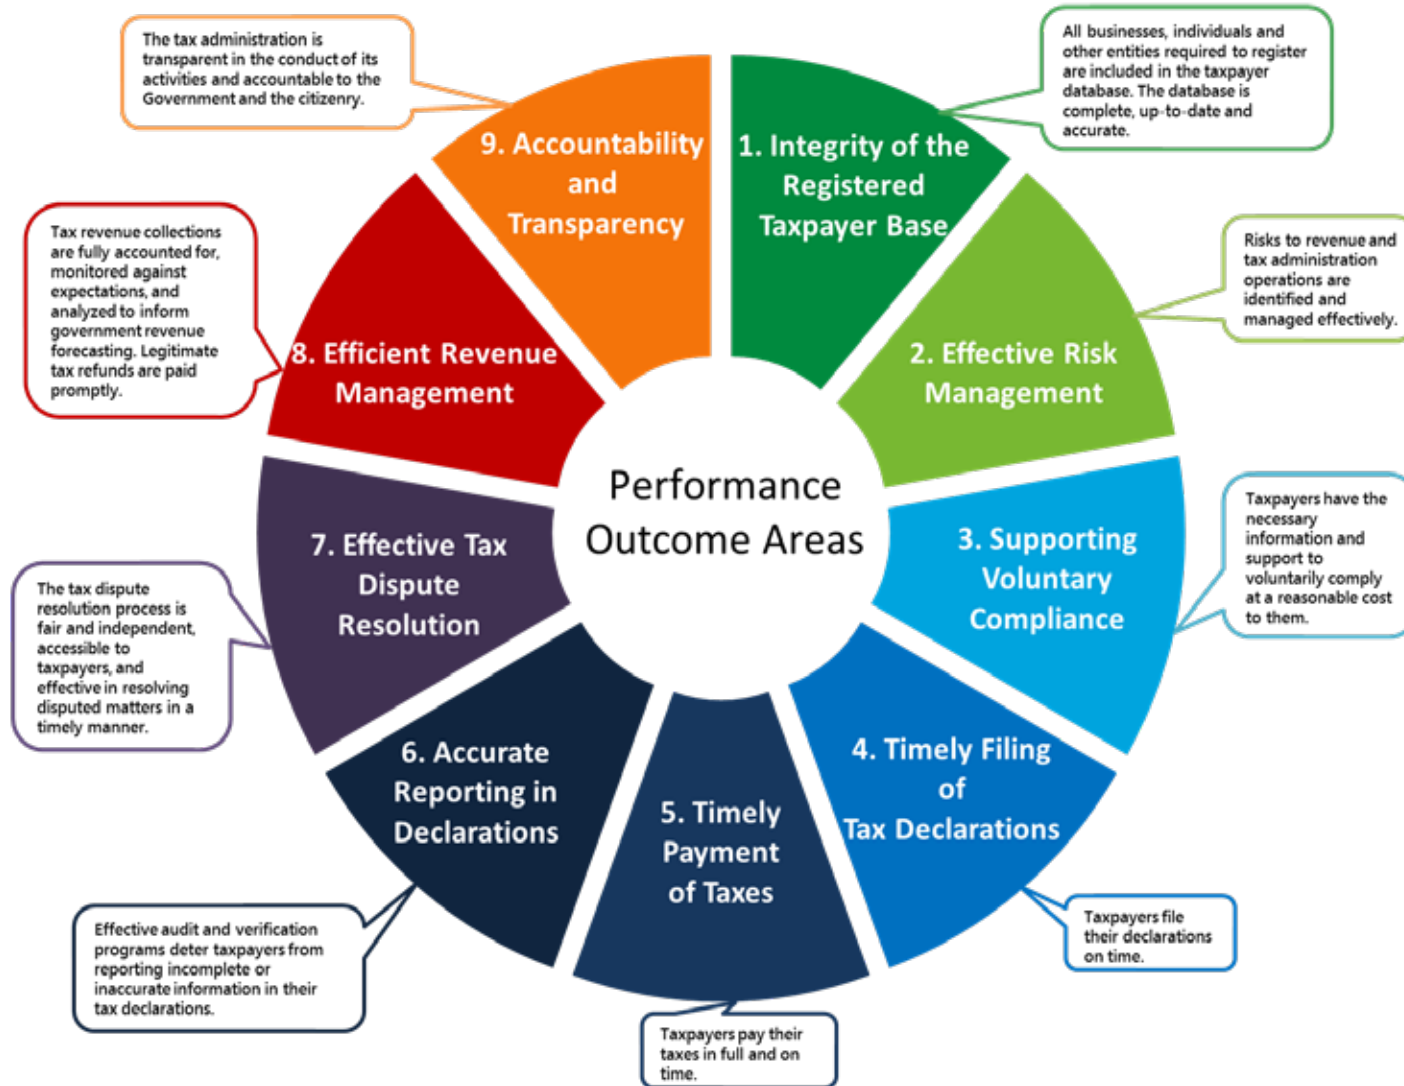 The tax administration is
transparent in the conduct of its
activities and accountable to the
Government and the citizenry.
All businesses, individuals and
other entities required to register
are included in the taxpayer
database. The database is
complete, up-to-date and
accurate.
9. Accountability
and
Transparency
1. Integrity of the
Registered
Taxpayer Base
Tax revenue collections
are fully accounted for,
monitored against
expectations, and
analyzed to inform
government revenue
forecasting. Legitimate
tax refunds are paid
promptly.
Risks to revenue and
tax administration
operations are
identified and
managed effectively.
8. Efficient Revenue
Management
2. Effective Risk
Management
Performance
Outcome Areas
7. Effective Tax
Dispute
Resolution
3. Supporting
Voluntary
Compliance
Taxpayers have the
necessary
information and
support to
voluntarily comply
at a reasonable cost
to them.
The tax dispute
resolution process is
fair and independent,
accessible to
taxpayers, and
effective in resolving
disputed matters in a
timely manner.
6. Accurate
Reporting in
Declarations
5. Timely
Payment
of Taxes
4. Timely Filing
of
Tax Declarations
Effective audit and verification
programs deter taxpayers from
reporting incomplete or
inaccurate information in their
tax declarations.
Taxpayers file
their declarations
on time.
Taxpayers pay their
taxes in full and on
time.